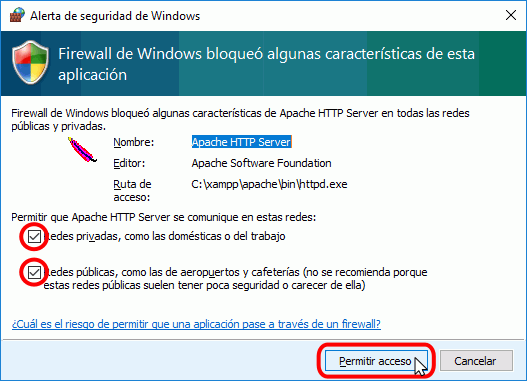 Alerta de seguridad de Windows
Firewall de Windows bloqueó algunas características de esta
aplicación
Firewall de Windows bloqueó algunas características de Apache HTTP Server en todas las redes
públicas y privadas.
Nombre: Apache HTTP Server
Editor: Apache Software Foundation
Ruta de acceso: C:\xampp\apache\bin\httpd.exe
Permitir que Apache HTTP Server se comunique en estas redes:
Redes privadas, como las domésticas o del trabajo
Redes públicas, como las de aeropuertos y cafeterías (no se recomienda porque
estas redes públicas suelen tener poca seguridad o carecer de ella)
¿Cuál es el riesgo de permitir que una aplicación pase a través de un firewall?
Permitir acceso
Cancelar